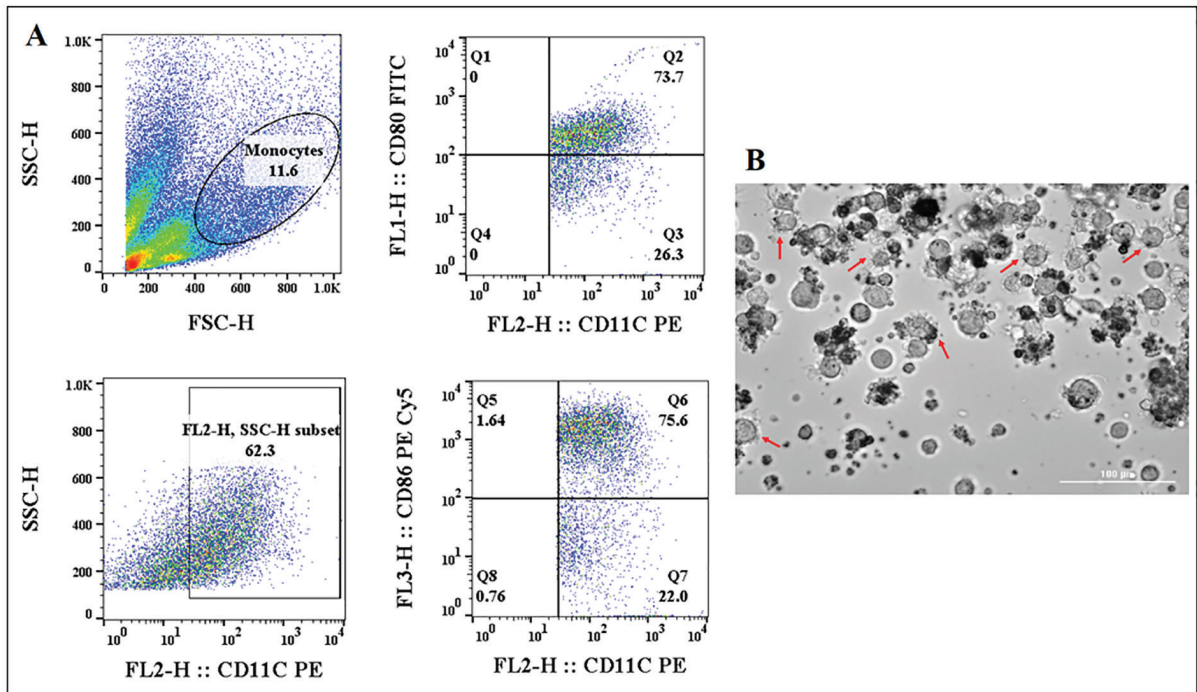 A
SSC-H
1.0K
800
600
400
200
0
Monocytes
11.6
200 400 600 800 1.0K
FSC-H
FL1-H :: CD80 FITC
10^4
10^3
10^2
10^1
10^0
Q1
0
Q2
73.7
Q4
0
Q3
26.3
10^0 10^1 10^2 10^3 10^4
FL2-H :: CD11C PE
SSC-H
1.0K
800
600
400
200
0
FL2-H, SSC-H subset
62.3
10^0 10^1 10^2 10^3 10^4
FL2-H :: CD11C PE
FL3-H :: CD86 PE Cy5
10^4
10^3
10^2
10^1
10^0
Q5
1.64
Q6
75.6
Q8
0.76
Q7
22.0
10^0 10^1 10^2 10^3 10^4
FL2-H :: CD11C PE
B
100 µm